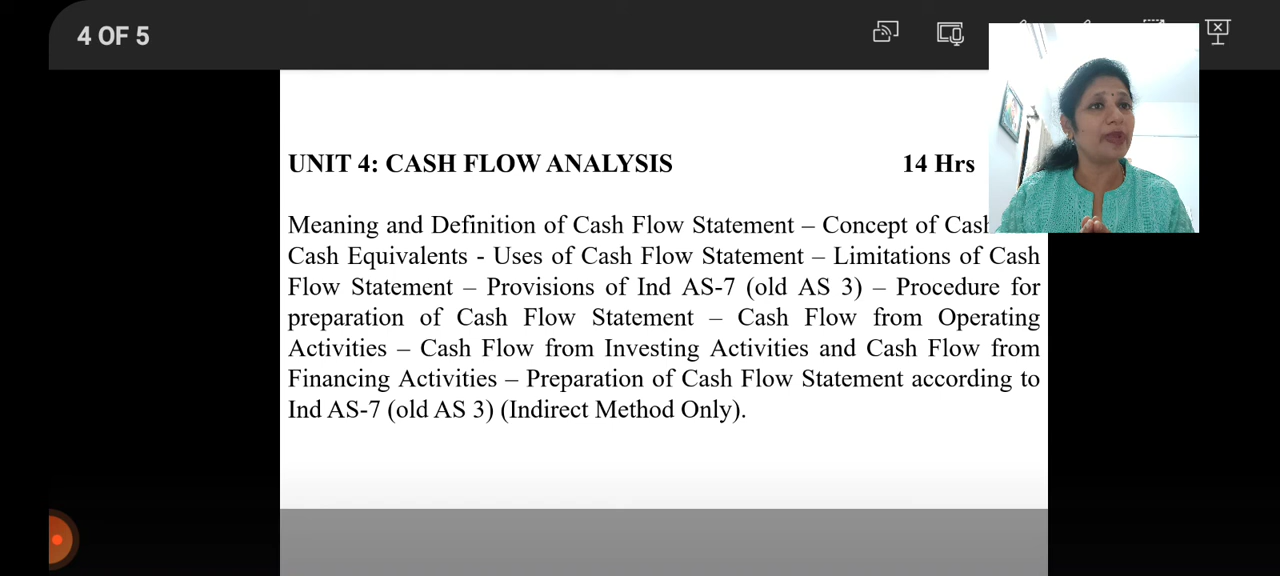 4 OF 5
UNIT 4: CASH FLOW ANALYSIS 14 Hrs
Meaning and Definition of Cash Flow Statement – Concept of Cash
Cash Equivalents - Uses of Cash Flow Statement – Limitations of Cash
Flow Statement – Provisions of Ind AS-7 (old AS 3) – Procedure for
preparation of Cash Flow Statement – Cash Flow from Operating
Activities – Cash Flow from Investing Activities and Cash Flow from
Financing Activities – Preparation of Cash Flow Statement according to
Ind AS-7 (old AS 3) (Indirect Method Only).